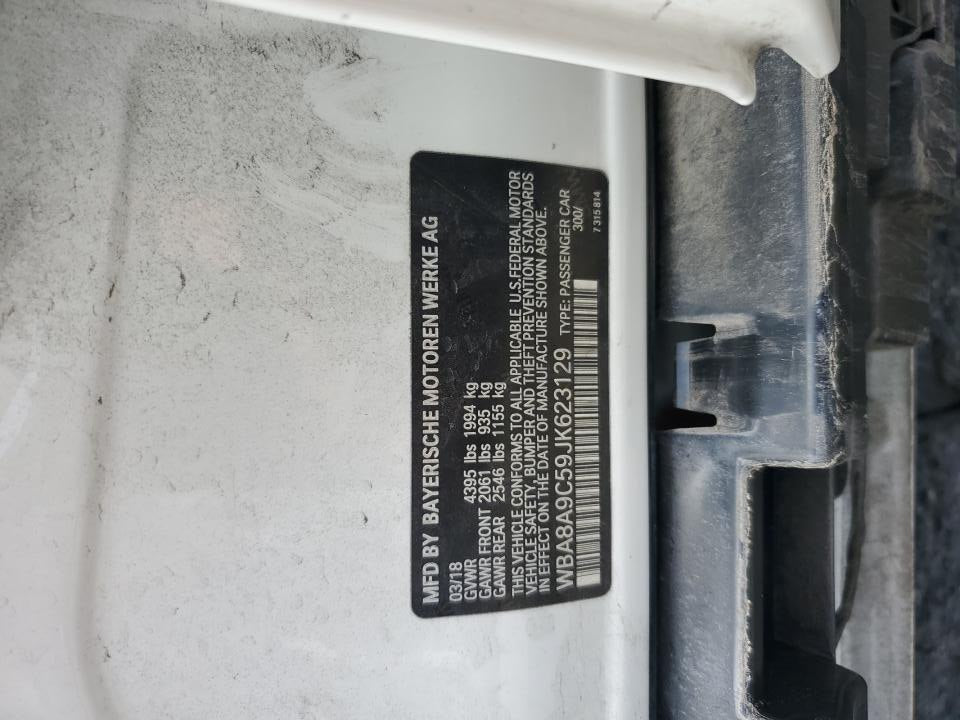 MFD BY BAYERISCHE MOTOREN WERKE AG
03/18
GVWR 4395 lbs 1994 kg
GAWR FRONT 2061 lbs 935 kg
GAWR REAR 2546 lbs 1155 kg
THIS VEHICLE CONFORMS TO ALL APPLICABLE U.S.FEDERAL MOTOR
VEHICLE SAFETY, BUMPER AND THEFT PREVENTION STANDARDS
IN EFFECT ON THE DATE OF MANUFACTURE SHOWN ABOVE.
WBA8A9C59JK623129 TYPE: PASSENGER CAR
300/
7 315 814